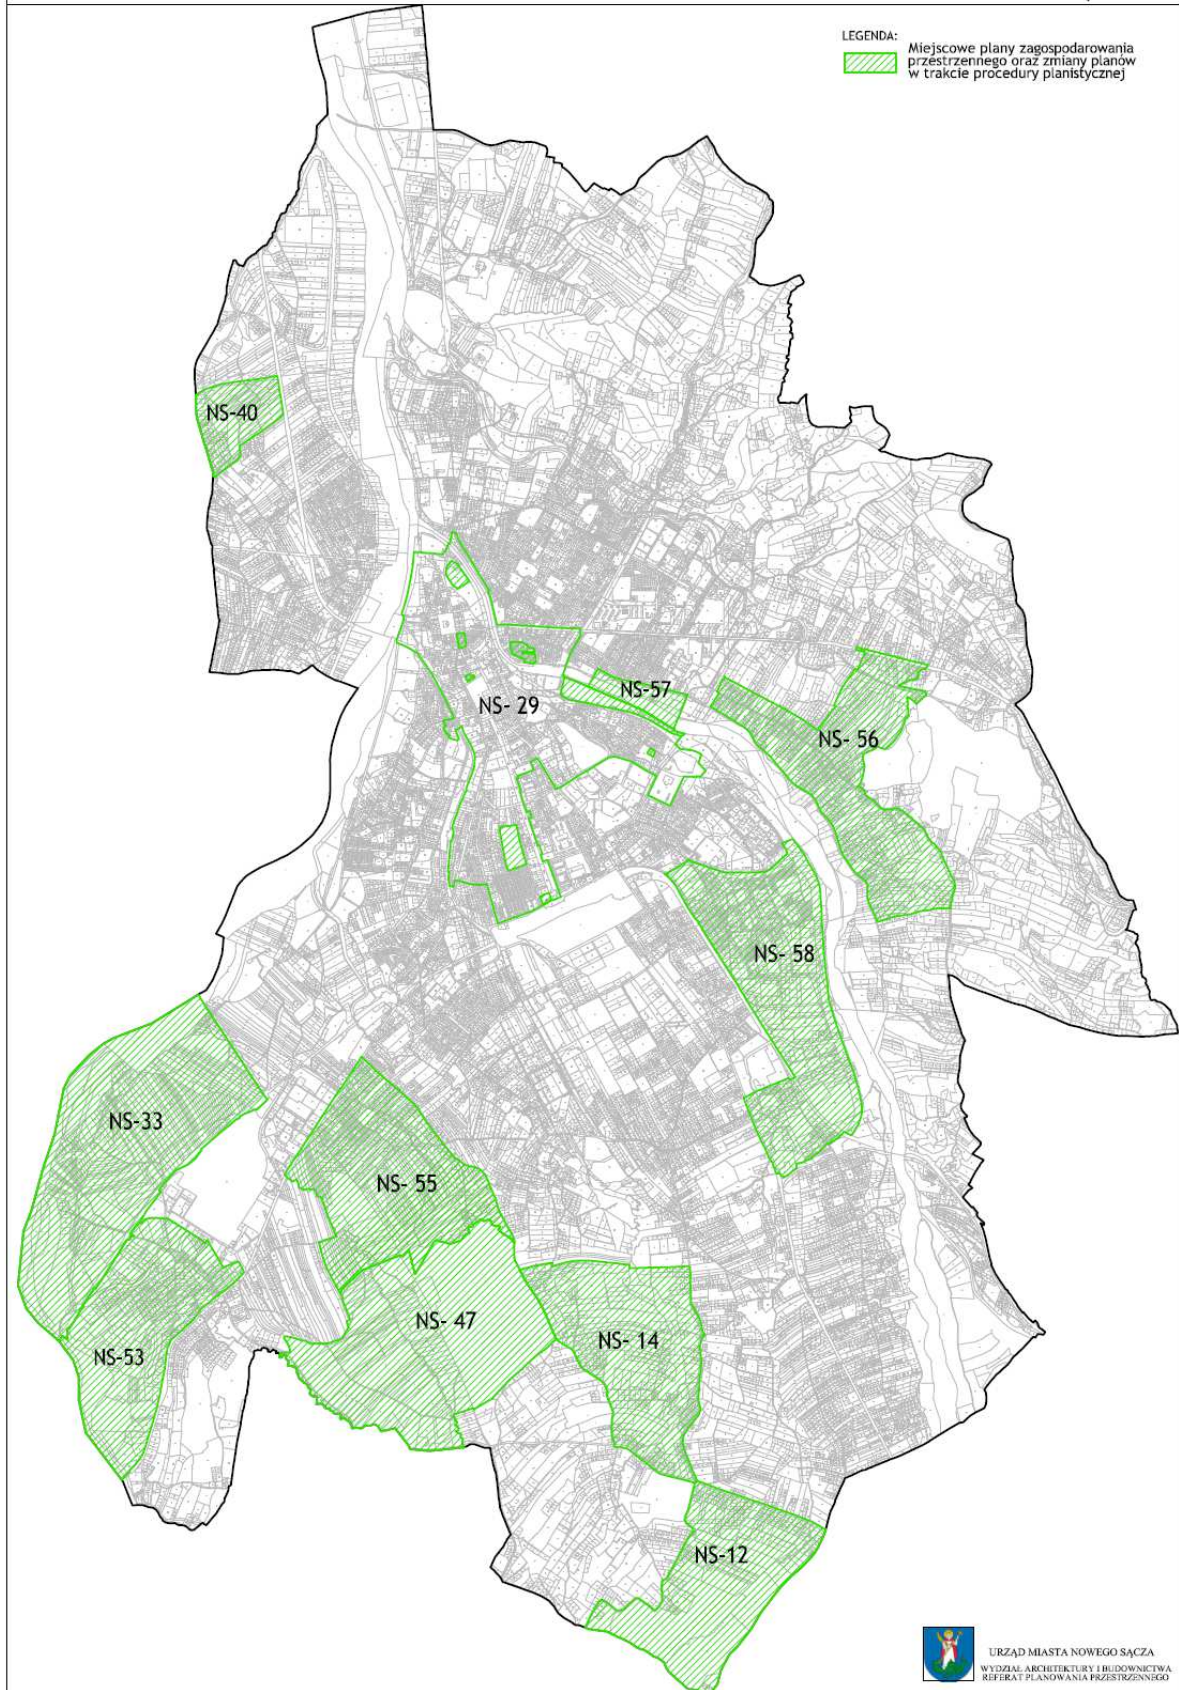 LEGENDA:
Miejscowe plany zagospodarowania
przestrzennego oraz zmiany planów
w trakcie procedury planistycznej
NS-40
NS-57
NS- 29
NS- 56
NS- 58
NS-33
NS- 55
NS- 47
NS- 14
NS-53
NS-12
URZĄD MIASTA NOWEGO SĄCZA
WYDZIAŁ ARCHITEKTURY I BUDOWNICTWA
REFERAT PLANOWANIA PRZESTRZENNEGO